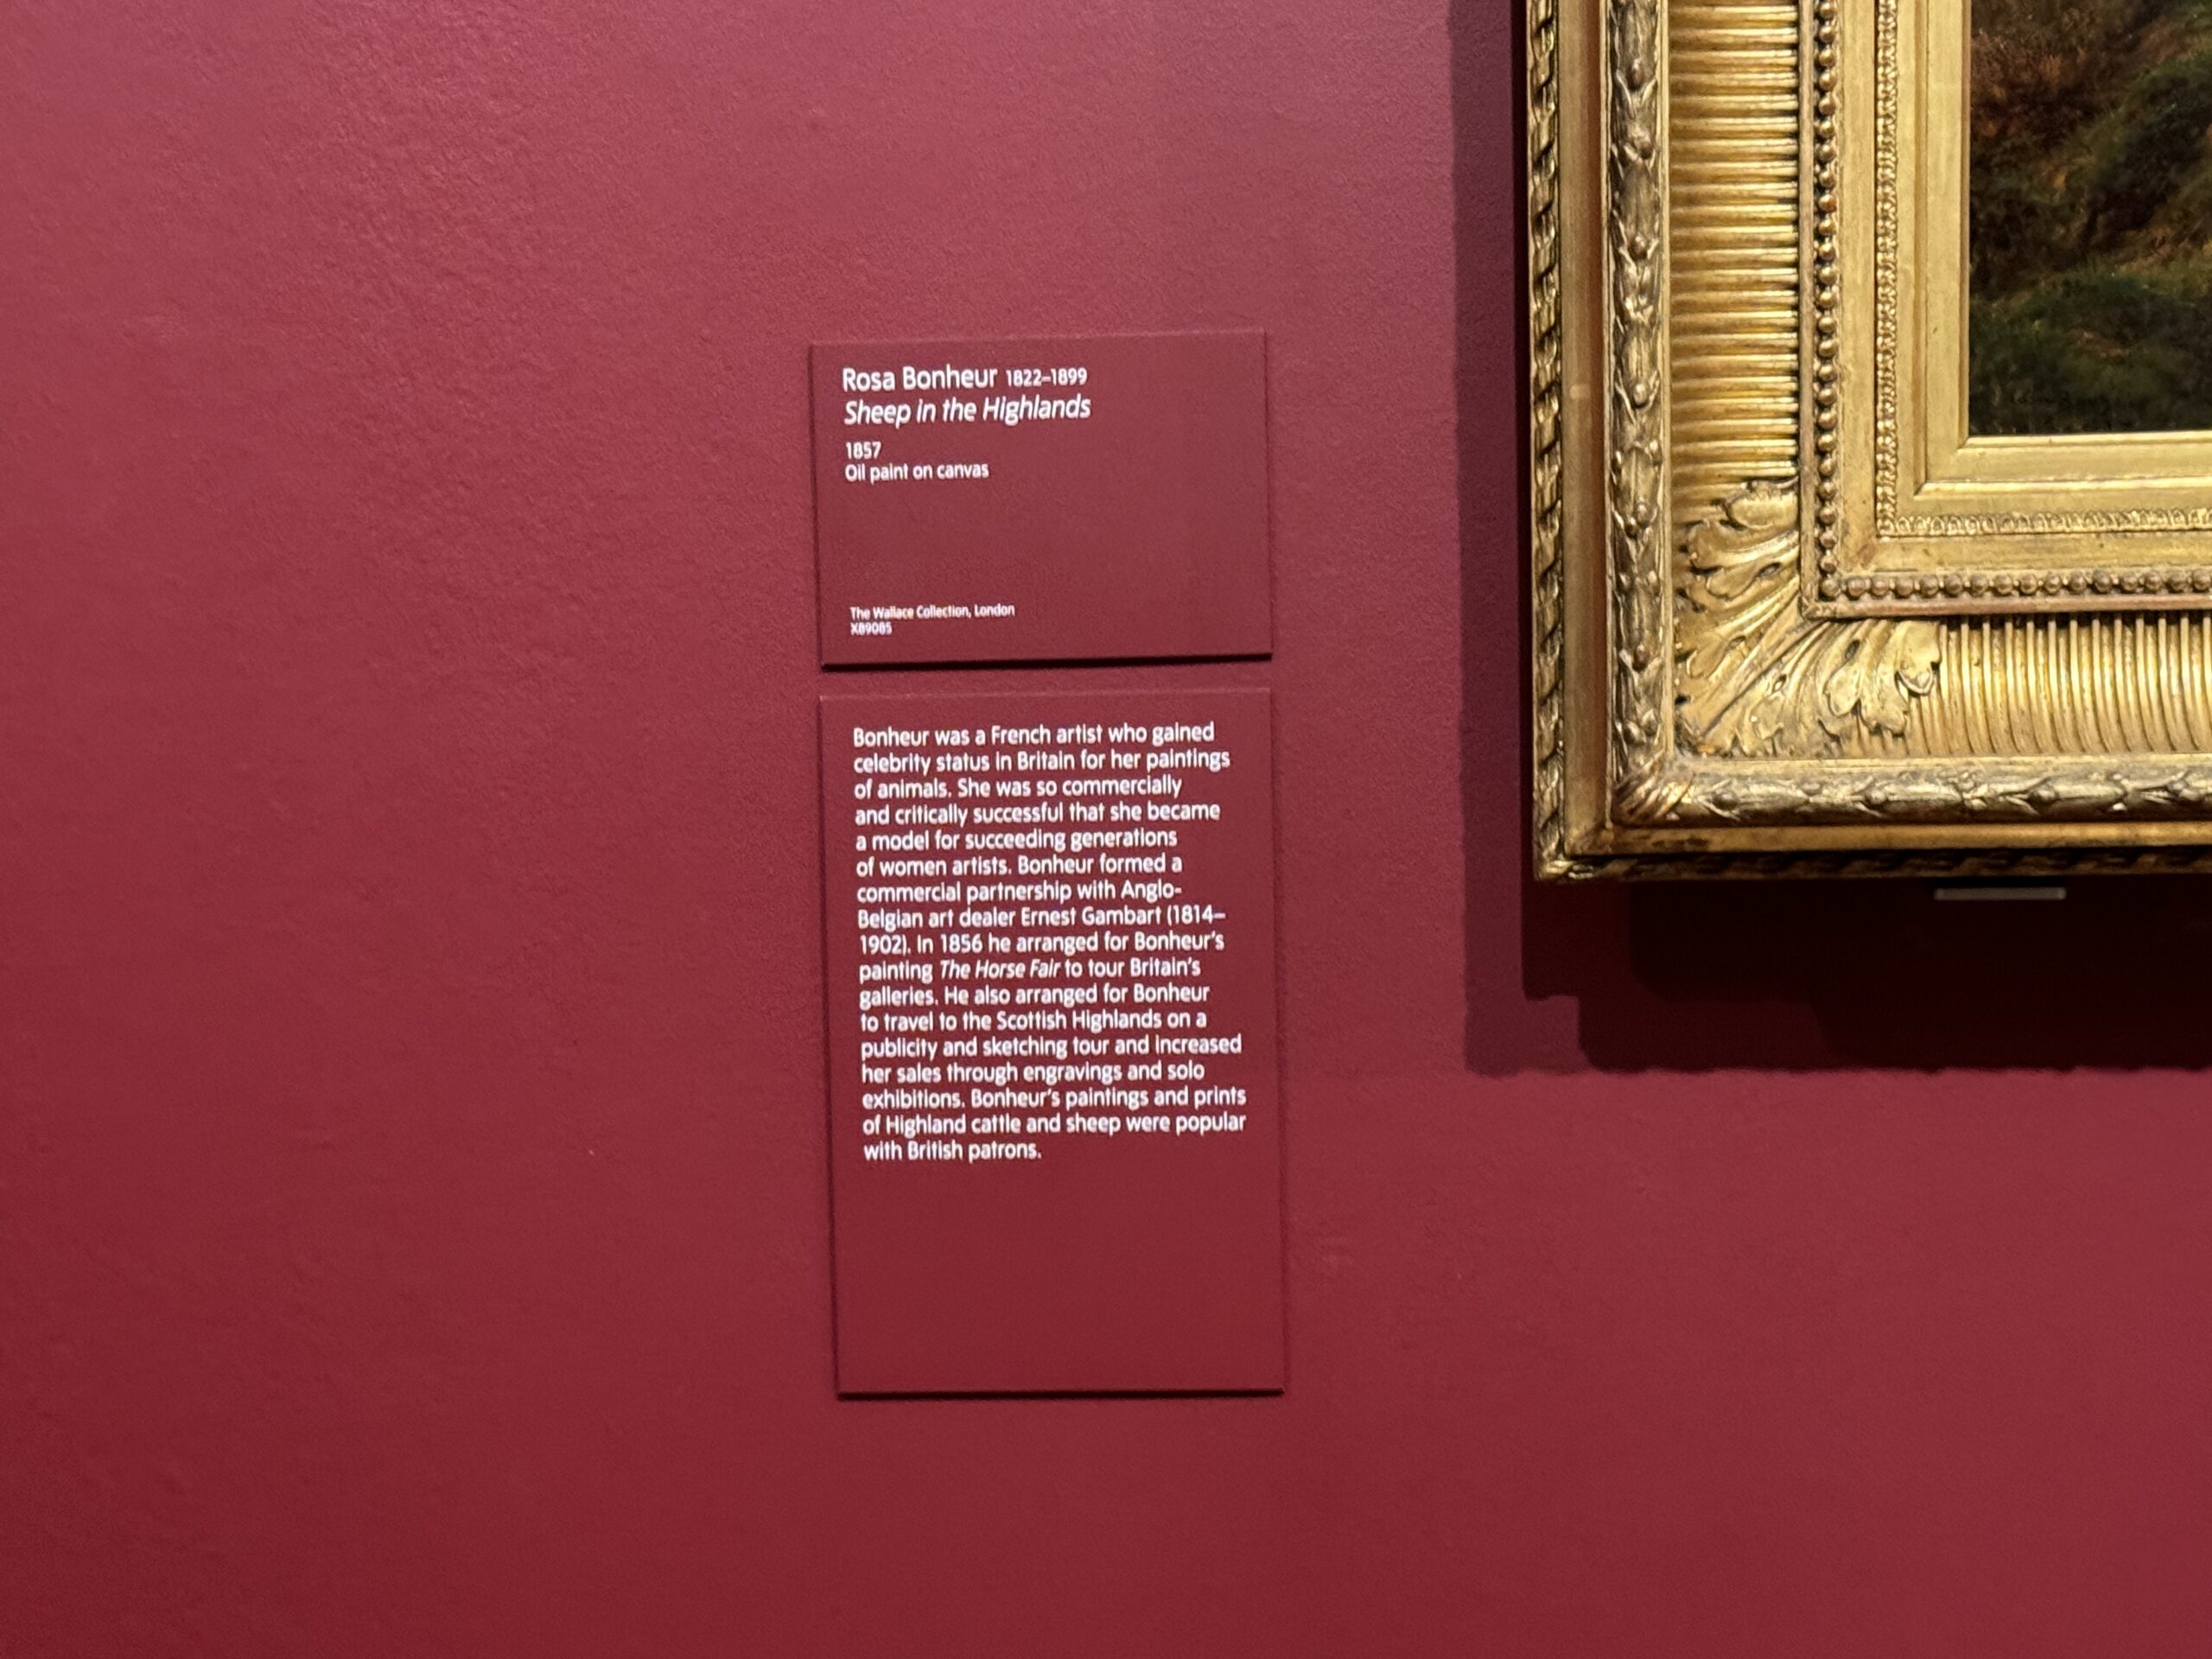 Rosa Bonheur 1822–1899
Sheep in the Highlands
1857
Oil paint on canvas
The Wallace Collection, London
X89085
Bonheur was a French artist who gained
celebrity status in Britain for her paintings
of animals. She was so commercially
and critically successful that she became
a model for succeeding generations
of women artists. Bonheur formed a
commercial partnership with Anglo-
Belgian art dealer Ernest Gambart (1814–
1902). In 1856 he arranged for Bonheur's
painting The Horse Fair to tour Britain's
galleries. He also arranged for Bonheur
to travel to the Scottish Highlands on a
publicity and sketching tour and increased
her sales through engravings and solo
exhibitions. Bonheur's paintings and prints
of Highland cattle and sheep were popular
with British patrons.